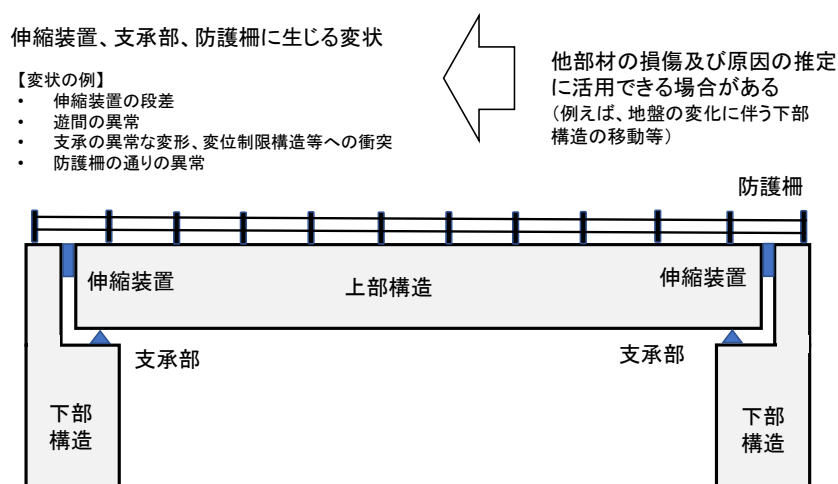 伸縮装置、支承部、防護柵に生じる変状
【変状の例】
• 伸縮装置の段差
• 遊間の異常
• 支承の異常な変形、変位制限構造等への衝突
• 防護柵の通りの異常
他部材の損傷及び原因の推定
に活用できる場合がある
（例えば、地盤の変化に伴う下部
構造の移動等）
防護柵
伸縮装置
上部構造
伸縮装置
支承部
支承部
下部
構造
下部
構造